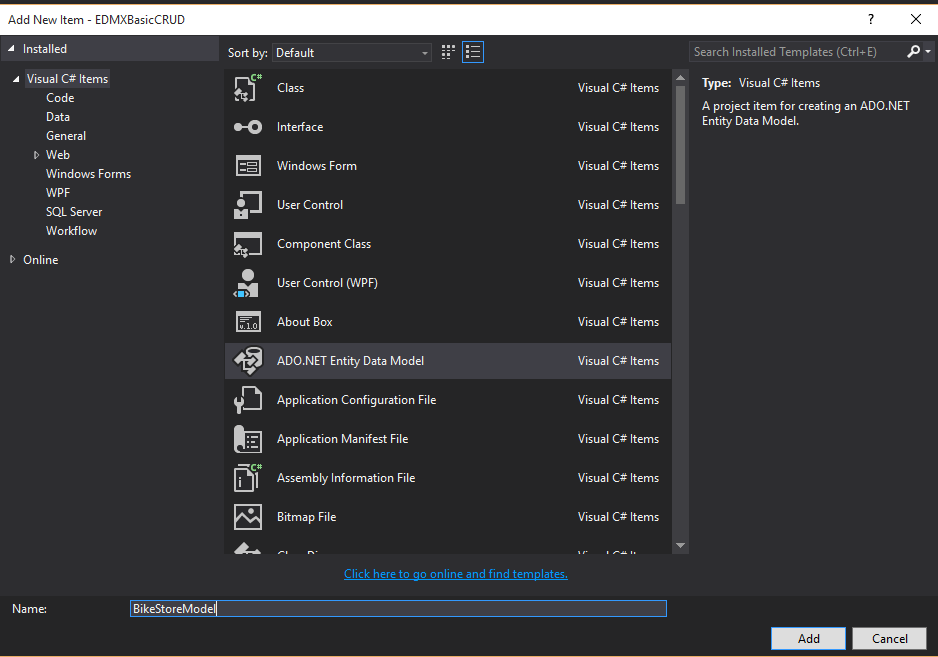 Add New Item - EDMXBasicCRUD
?
Installed
Sort by: Default
Search Installed Templates (Ctrl+E)
Visual C# Items
Code
Data
General
Web
Windows Forms
WPF
SQL Server
Workflow
Online
C# Class Visual C# Items
Interface Visual C# Items
Windows Form Visual C# Items
User Control Visual C# Items
Component Class Visual C# Items
User Control (WPF) Visual C# Items
v.1.0 About Box Visual C# Items
ADO.NET Entity Data Model Visual C# Items
Application Configuration File Visual C# Items
Application Manifest File Visual C# Items
C# Assembly Information File Visual C# Items
Bitmap File Visual C# Items
Type: Visual C# Items
A project item for creating an ADO.NET
Entity Data Model.
Click here to go online and find templates.
Name: BikeStoreModel
Add Cancel